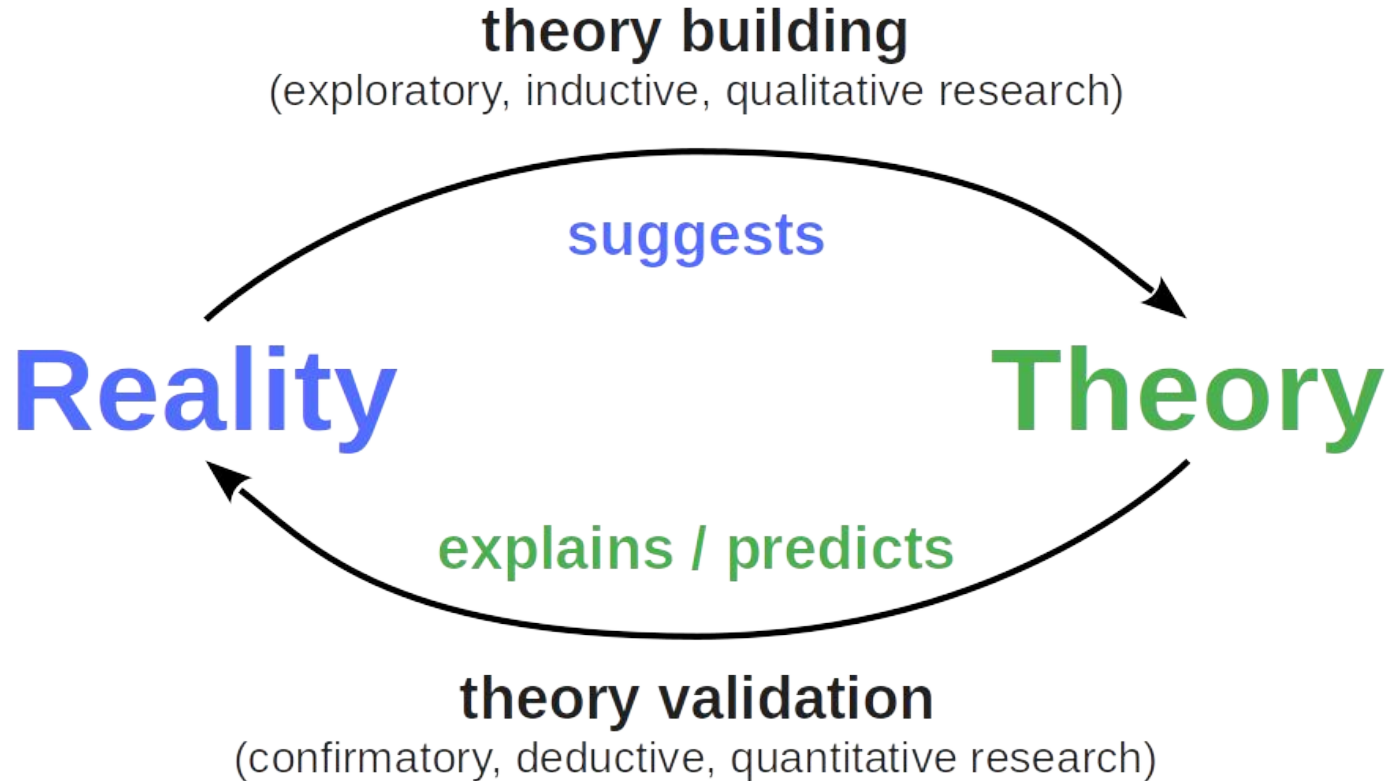 theory building
(exploratory, inductive, qualitative research)
suggests
Reality
Theory
explains / predicts
theory validation
(confirmatory, deductive, quantitative research)